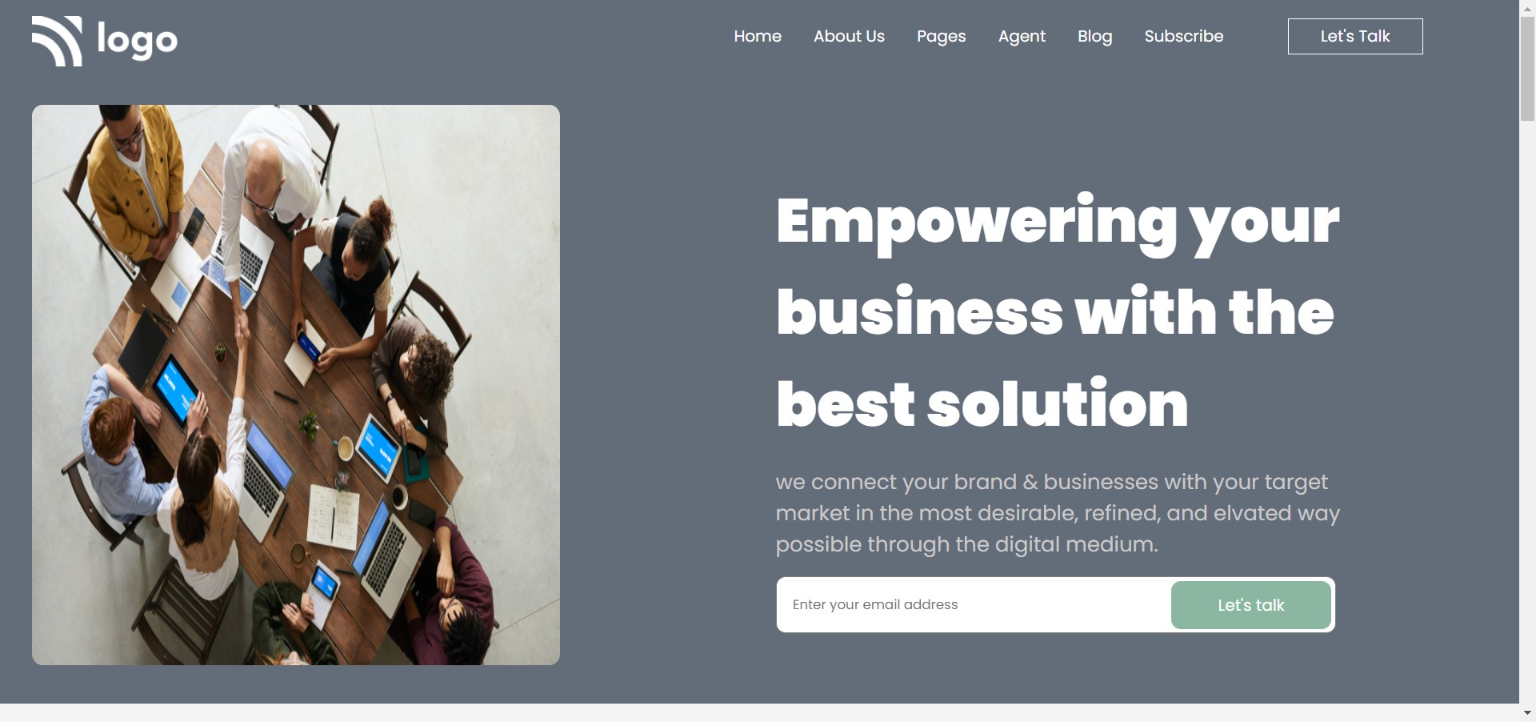 logo
Home About Us Pages Agent Blog Subscribe Let's Talk
Empowering your
business with the
best solution
we connect your brand & businesses with your target
market in the most desirable, refined, and elvated way
possible through the digital medium.
Enter your email address Let's talk